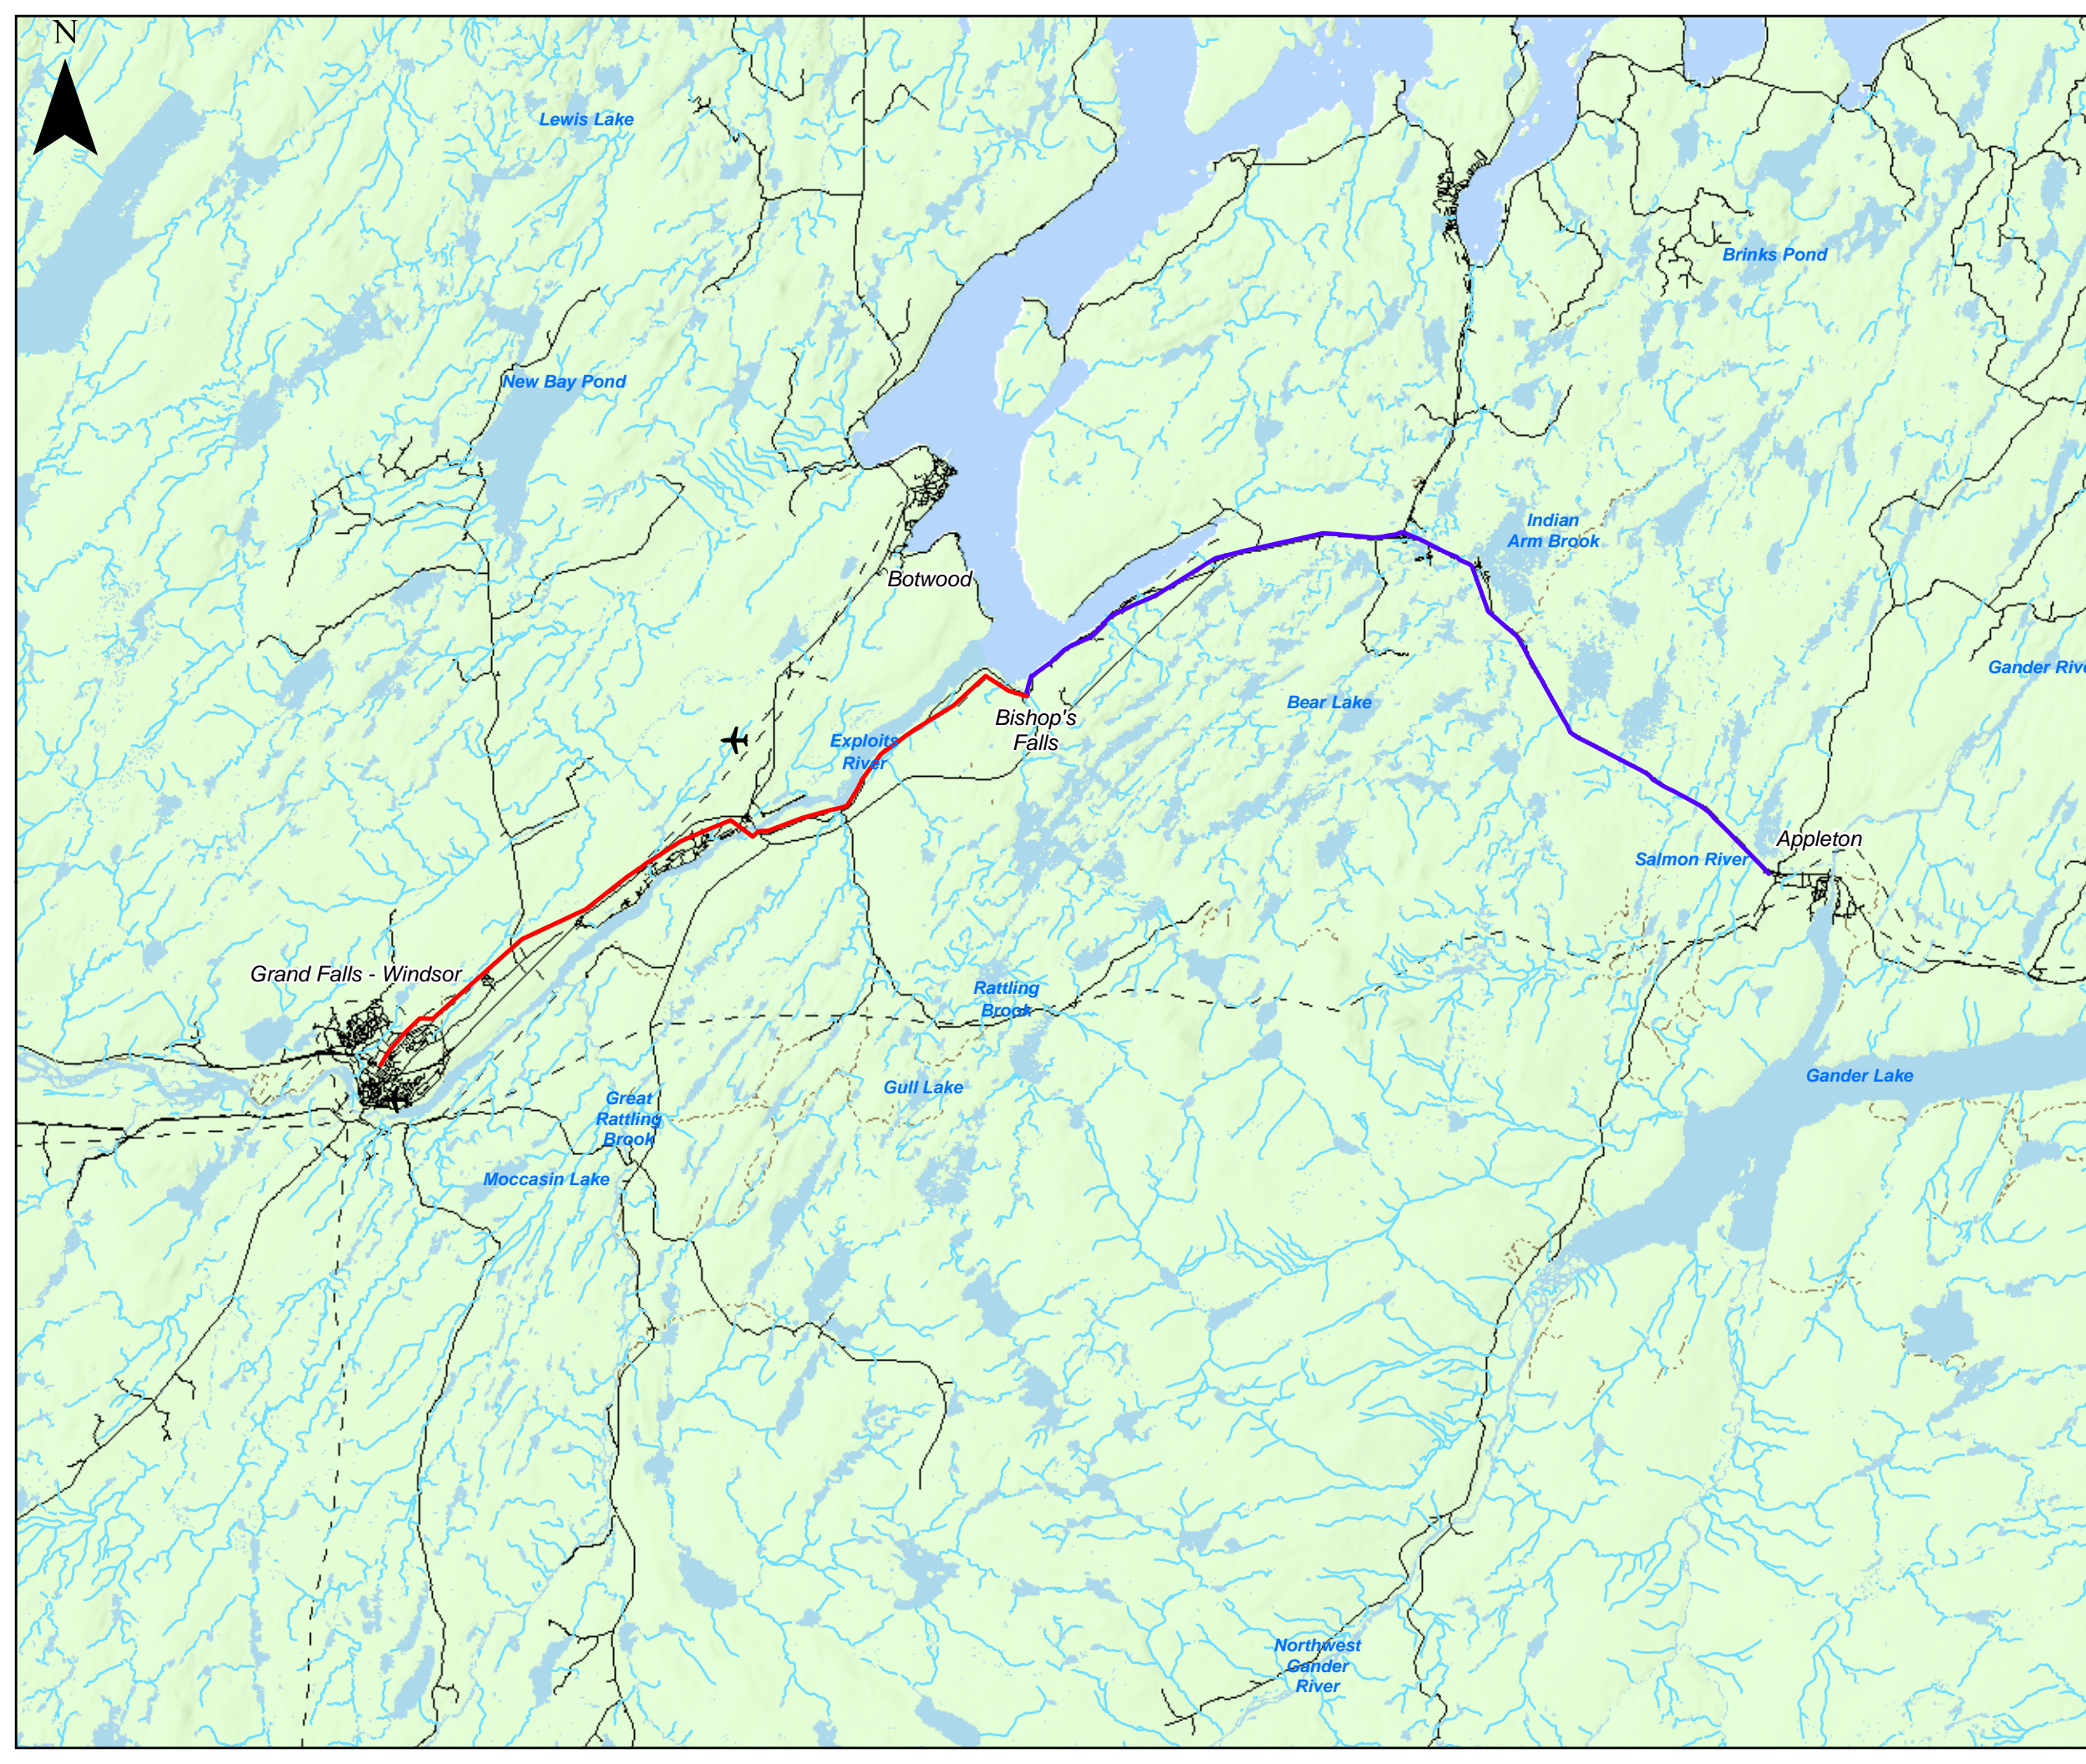 N
Lewis Lake
Brinks Pond
New Bay Pond
Indian
Arm Brook
Botwood
Gander Rive
Bear Lake
Bishop's
Falls
Exploits
River
Appleton
Salmon River
Grand Falls - Windsor
Rattling
Brook
Gander Lake
Gull Lake
Great
Rattling
Brook
Moccasin Lake
Northwest
Gander
River